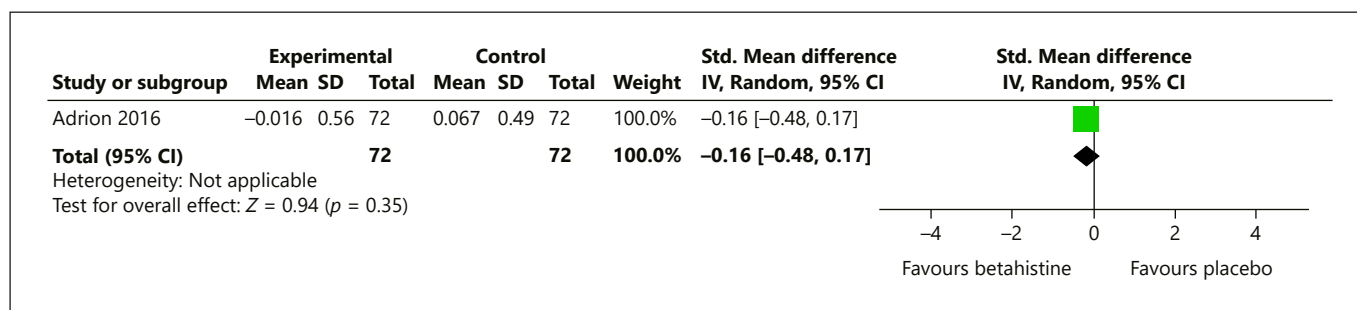 Experimental Control Std. Mean difference Std. Mean difference
Study or subgroup Mean SD Total Mean SD Total Weight IV, Random, 95% CI IV, Random, 95% CI
Adrion 2016 –0.016 0.56 72 0.067 0.49 72 100.0% –0.16 [–0.48, 0.17]
Total (95% CI) 72 72 100.0% –0.16 [–0.48, 0.17]
Heterogeneity: Not applicable
Test for overall effect: Z = 0.94 (p = 0.35)
–4 –2 0 2 4
Favours betahistine Favours placebo